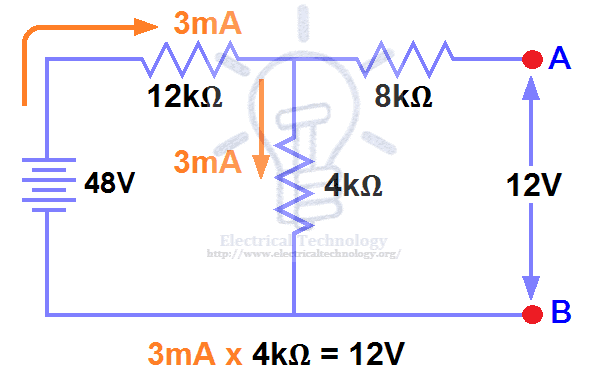 3mA
12kΩ
8kΩ
A
3mA
48V
4kΩ
12V
Electrical Technology
http://www.electricaltechnology.org/
B
3mA x 4kΩ = 12V